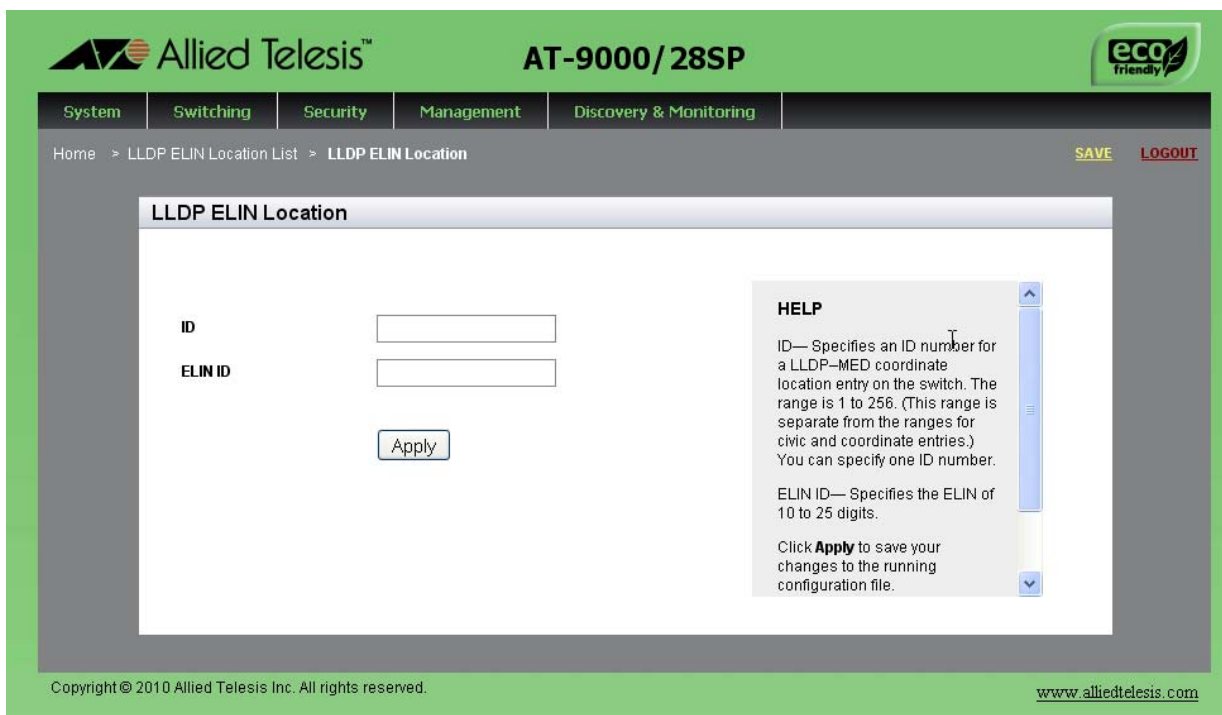 Allied Telesis™
AT-9000/28SP
eco
friendly
System Switching Security Management Discovery & Monitoring
Home > LLDP ELIN Location List > LLDP ELIN Location
SAVE LOGOUT
LLDP ELIN Location
ID
ELIN ID
Apply
HELP
ID— Specifies an ID number for
a LLDP–MED coordinate
location entry on the switch. The
range is 1 to 256. (This range is
separate from the ranges for
civic and coordinate entries.)
You can specify one ID number.
ELIN ID— Specifies the ELIN of
10 to 25 digits.
Click Apply to save your
changes to the running
configuration file.
Copyright © 2010 Allied Telesis Inc. All rights reserved.
www.alliedtelesis.com